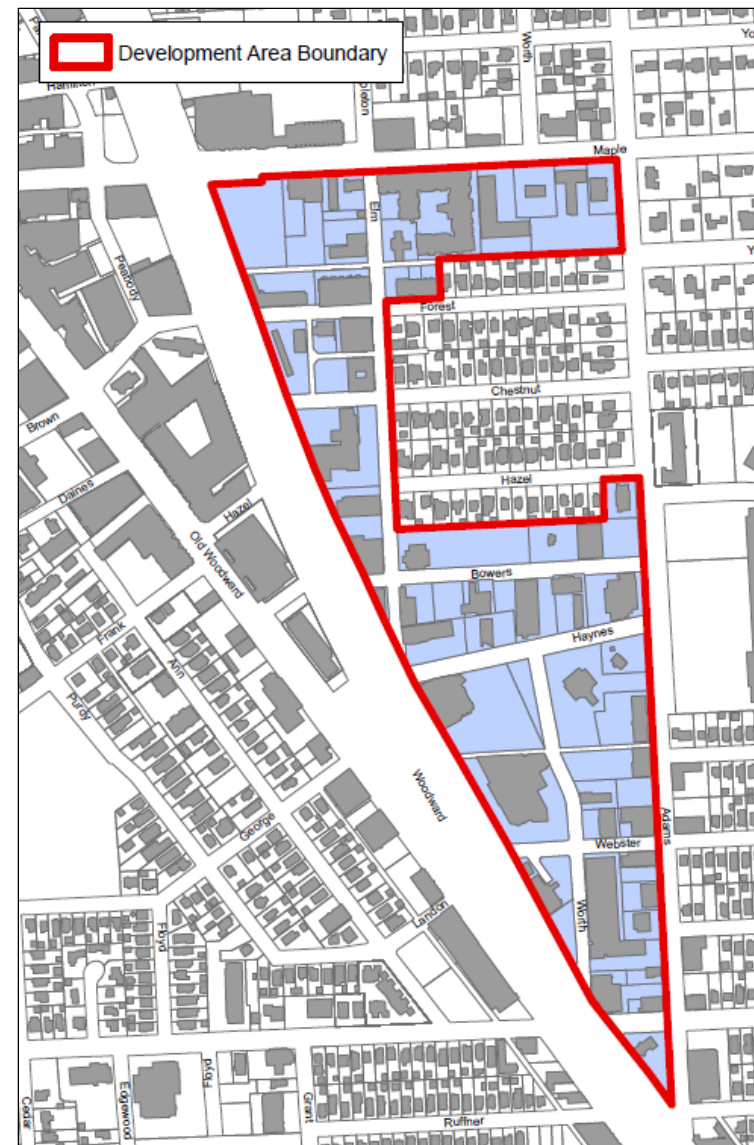 Development Area Boundary
Worth
Maple
Elm
Peabody
Forest
Chestnut
Brown
Hazel
Daines
Hazel
Old Woodward
Bowers
Frank
Haynes
Ann
Purdy
Woodward
George
Adams
Webster
Landon
Worth
Floyd
Floyd
Cedar
Edgewood
Grant
Ruffner